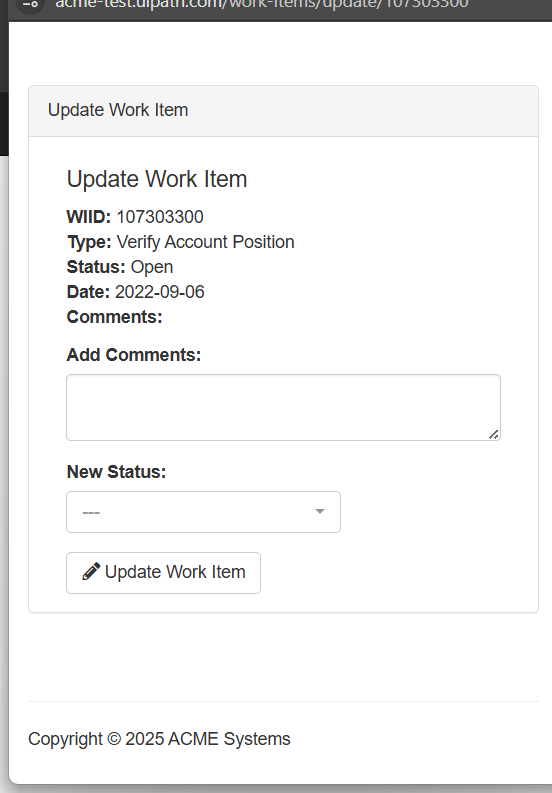 acme-test.uipath.com/work-items/update/107303300
Update Work Item
Update Work Item
WIID: 107303300
Type: Verify Account Position
Status: Open
Date: 2022-09-06
Comments:
Add Comments:
New Status:
---
Update Work Item
Copyright © 2025 ACME Systems